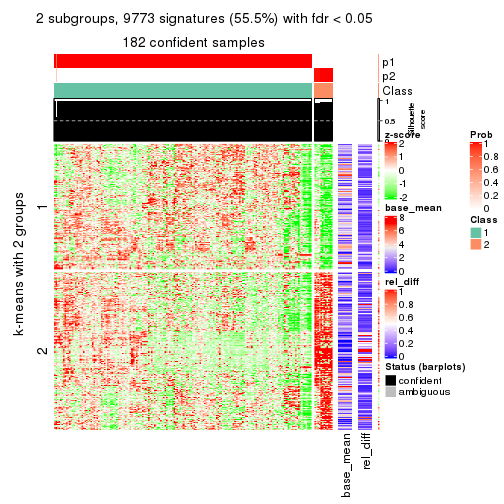 2 subgroups, 9773 signatures (55.5%) with fdr < 0.05
182 confident samples
p1
p2
Class
1
0.5
0
Silhouette
score
k-means with 2 groups
1
2
base_mean
rel_diff
z-score
2
1
0
-1
-2
base_mean
8
6
4
2
0
rel_diff
1
0.8
0.6
0.4
0.2
0
Status (barplots)
confident
ambiguous
Prob
1
0.8
0.6
0.4
0.2
0
Class
1
2